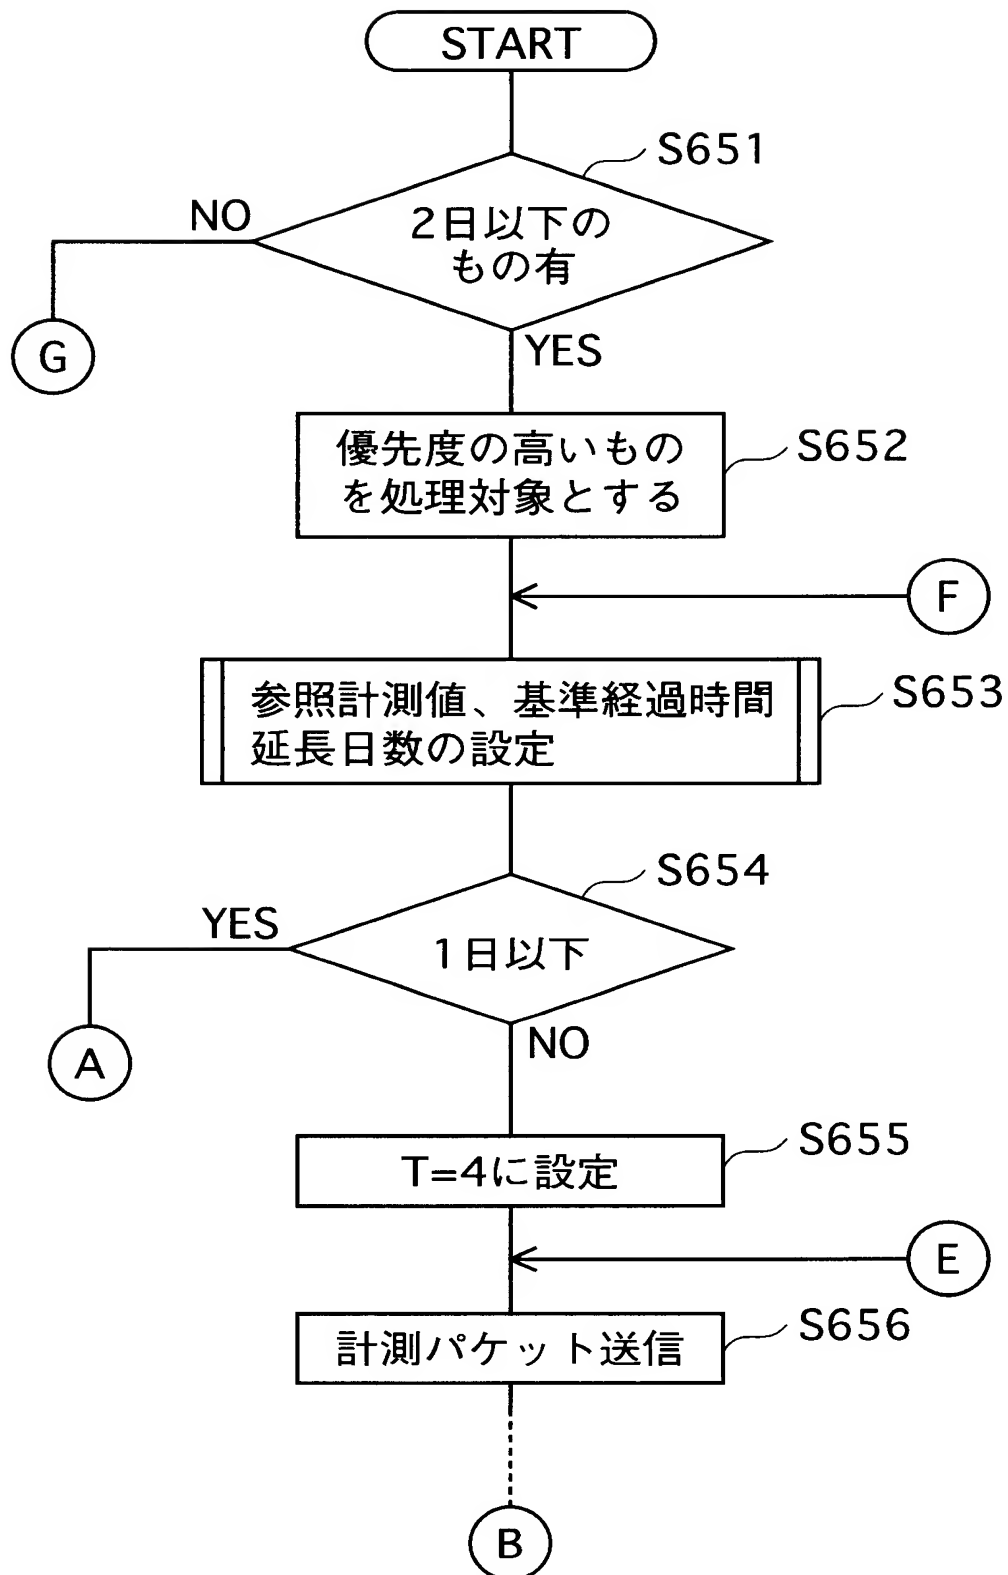 START
S651
NO
2日以下の
もの有
G
YES
優先度の高いもの
を処理対象とする
S652
F
参照計測値、基準経過時間
延長日数の設定
S653
S654
YES
1日以下
A
NO
T=4に設定
S655
E
計測パケット送信
S656
B